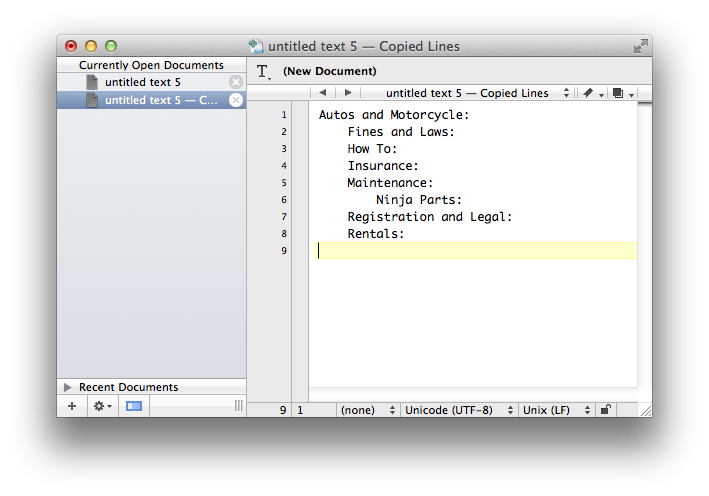 untitled text 5 — Copied Lines
Currently Open Documents
untitled text 5
untitled text 5 — C...
Recent Documents
T. (New Document)
untitled text 5 — Copied Lines
1 Autos and Motorcycle:
2 Fines and Laws:
3 How To:
4 Insurance:
5 Maintenance:
6 Ninja Parts:
7 Registration and Legal:
8 Rentals:
9
9 1 (none) Unicode (UTF-8) Unix (LF)